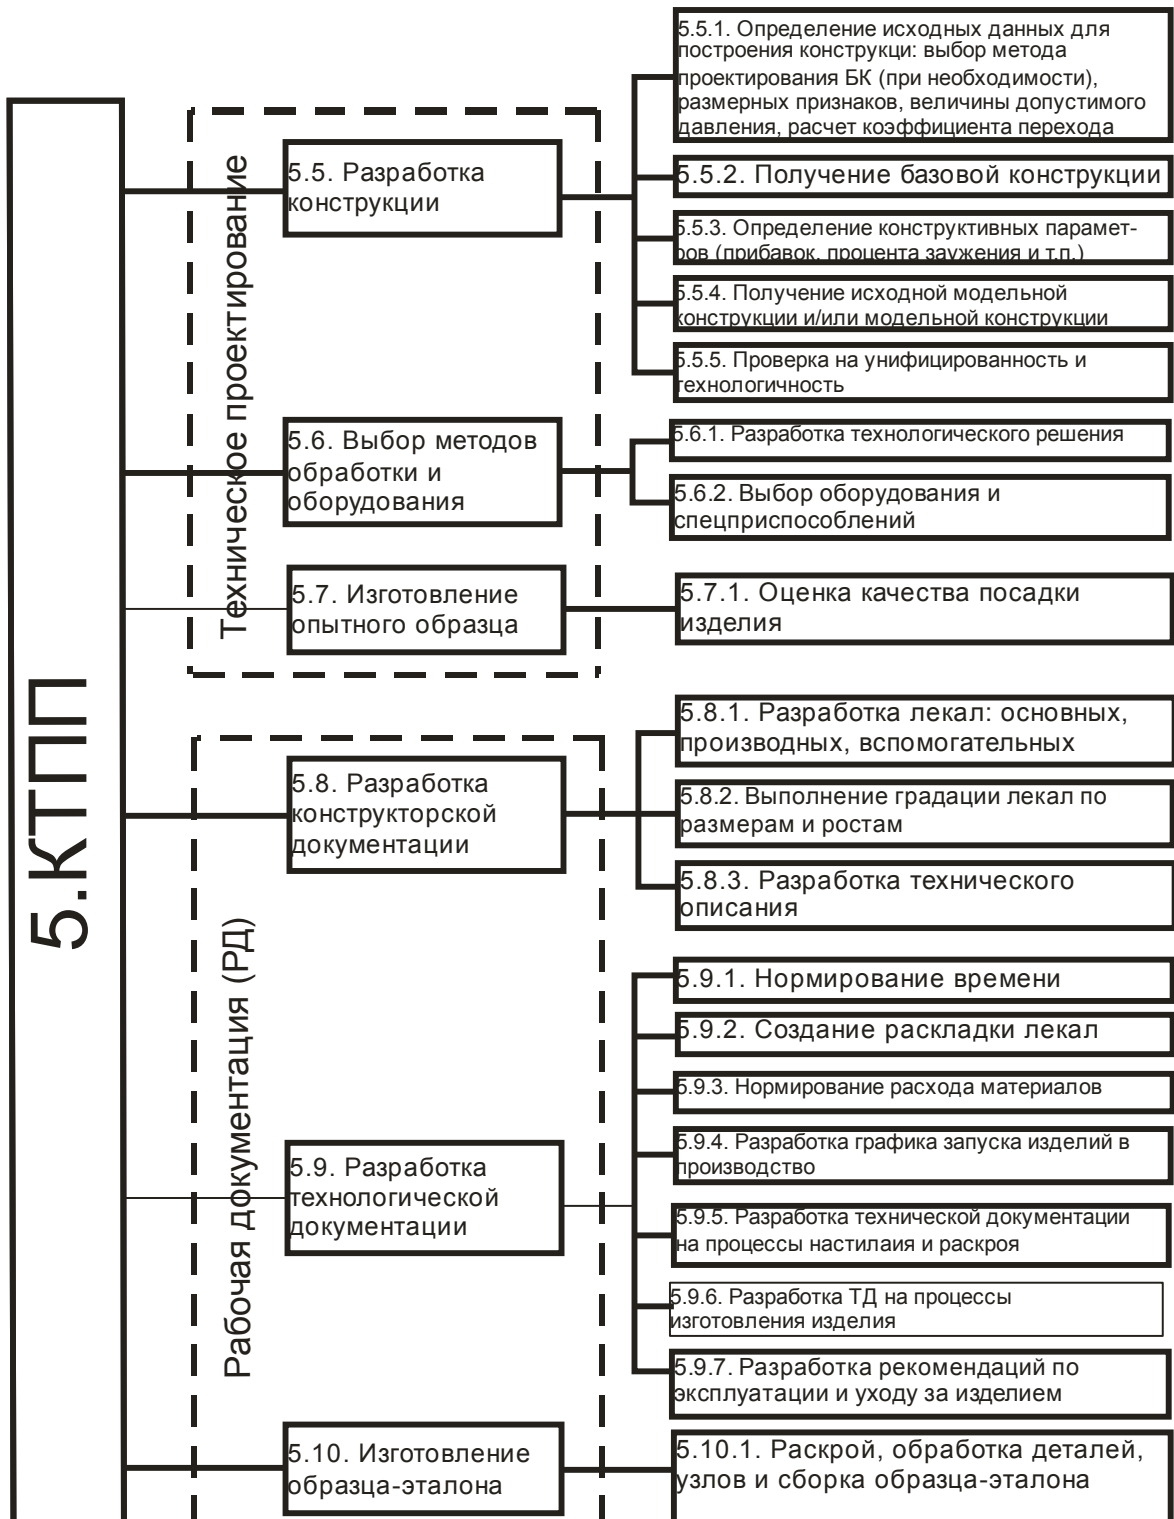 5.КТПП
Техническое проектирование
5.5. Разработка
конструкции
5.5.1. Определение исходных данных для
построения конструкци: выбор метода
проектирования БК (при необходимости),
размерных признаков, величины допустимого
давления, расчет коэффициента перехода
5.5.2. Получение базовой конструкции
5.5.3. Определение конструктивных парамет-
ров (прибавок, процента заужения и т.п.)
5.5.4. Получение исходной модельной
конструкции и/или модельной конструкции
5.5.5. Проверка на унифицированность и
технологичность
5.6. Выбор методов
обработки и
оборудования
5.6.1. Разработка технологического решения
5.6.2. Выбор оборудования и
спецприспособлений
5.7. Изготовление
опытного образца
5.7.1. Оценка качества посадки
изделия
Рабочая документация (РД)
5.8. Разработка
конструкторской
документации
5.8.1. Разработка лекал: основных,
производных, вспомогательных
5.8.2. Выполнение градации лекал по
размерам и ростам
5.8.3. Разработка технического
описания
5.9. Разработка
технологической
документации
5.9.1. Нормирование времени
5.9.2. Создание раскладки лекал
5.9.3. Нормирование расхода материалов
5.9.4. Разработка графика запуска изделий в
производство
5.9.5. Разработка технической документации
на процессы настилаия и раскроя
5.9.6. Разработка ТД на процессы
изготовления изделия
5.9.7. Разработка рекомендаций по
эксплуатации и уходу за изделием
5.10. Изготовление
образца-эталона
5.10.1. Раскрой, обработка деталей,
узлов и сборка образца-эталона